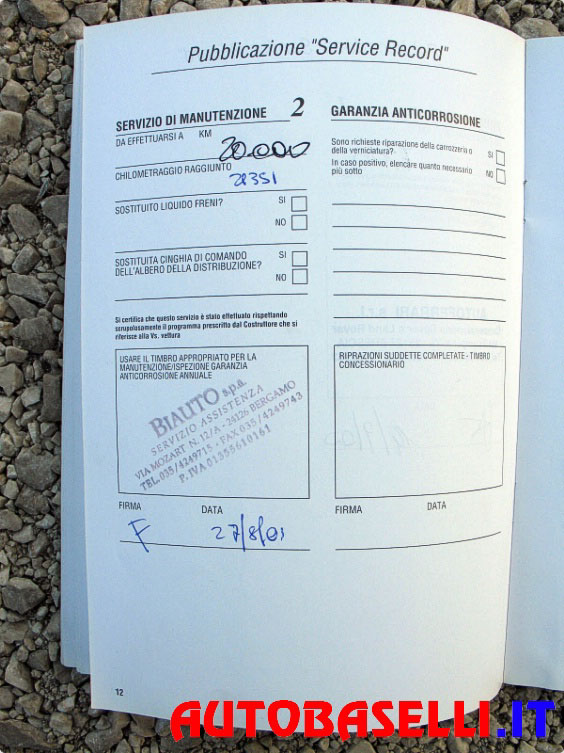 Pubblicazione "Service Record"
SERVIZIO DI MANUTENZIONE 2
DA EFFETTUARSI A KM
20.000
CHILOMETRAGGIO RAGGIUNTO
SOSTITUITO LIQUIDO FRENI? SI
NO
SOSTITUITA CINGHIA DI COMANDO SI
DELL'ALBERO DELLA DISTRIBUZIONE? NO
Si certifica che questo servizio è stato effettuato rispettando
scrupolosamente il programma prescritto dal Costruttore che si
riferisce alla Vs. vettura
USARE IL TIMBRO APPROPRIATO PER LA
MANUTENZIONE/ISPEZIONE GARANZIA
ANTICORROSIONE ANNUALE
BIAUTO s.p.a.
SERVIZIO ASSISTENZA
VIA MOZART N. 12/A - 24126 BERGAMO
TEL. 035/4249715 - FAX 035/4249743
P. IVA 01355610161
FIRMA DATA
F 27/8/01
GARANZIA ANTICORROSIONE
Sono richieste riparazione della carrozzeria o
della verniciatura? SI
In caso positivo, elencare quanto necessario NO
più sotto
RIPRAZIONI SUDDETTE COMPLETATE - TIMBRO
CONCESSIONARIO
FIRMA DATA
12
AUTOBASELLI.IT